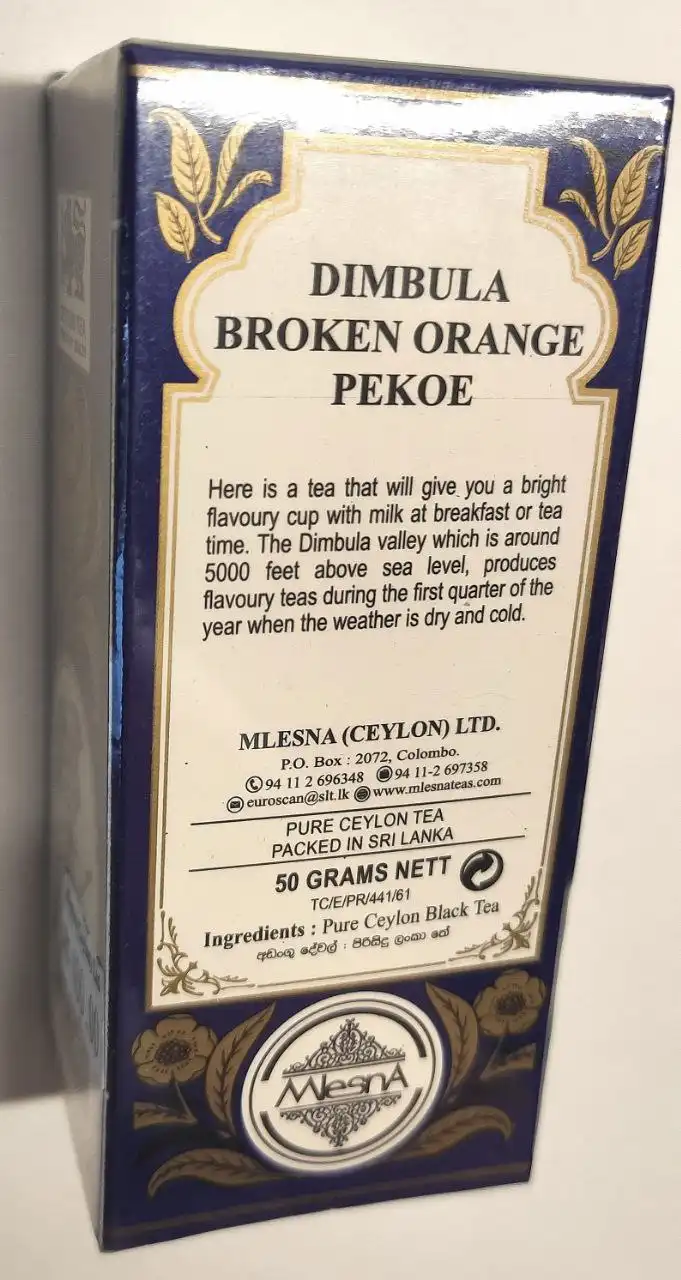 DIMBULA
BROKEN ORANGE
PEKOE
Here is a tea that will give you a bright
flavoury cup with milk at breakfast or tea
time. The Dimbula valley which is around
5000 feet above sea level, produces
flavoury teas during the first quarter of the
year when the weather is dry and cold.
MLESNA (CEYLON) LTD.
P.O. Box : 2072, Colombo.
94 11 2 696348 94 11-2 697358
euroscan@slt.lk www.mlesnateas.com
PURE CEYLON TEA
PACKED IN SRI LANKA
50 GRAMS NETT
TC/E/PR/441/61
Ingredients : Pure Ceylon Black Tea
අඩංගු දේවල් : පිරිසිදු ලංකා තේ
MlesnA